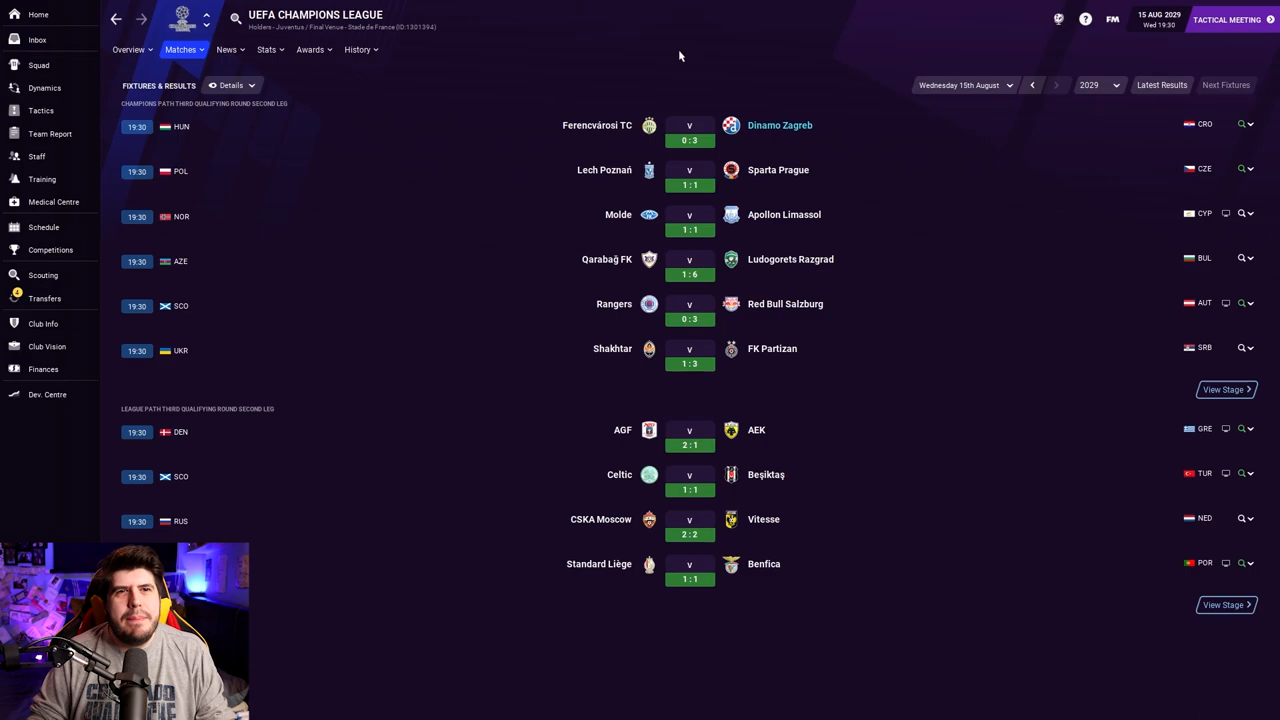 Home
Inbox
Squad
Dynamics
Tactics
Team Report
Staff
Training
Medical Centre
Schedule
Competitions
Scouting
4
Transfers
Club Info
Club Vision
Finances
Dev. Centre
UEFA CHAMPIONS LEAGUE
Holders - Juventus / Final Venue - Stade de France (ID:1301394)
FM
15 AUG 2029
Wed 19:30
TACTICAL MEETING
Overview Matches News Stats Awards History
FIXTURES & RESULTS Details Wednesday 15th August 2029 Latest Results Next Fixtures
CHAMPIONS PATH THIRD QUALIFYING ROUND SECOND LEG
19:30 HUN Ferencvárosi TC v Dinamo Zagreb CRO
0 : 3
19:30 POL Lech Poznań v Sparta Prague CZE
1 : 1
19:30 NOR Molde v Apollon Limassol CYP
1 : 1
19:30 AZE Qarabağ FK v Ludogorets Razgrad BUL
1 : 6
19:30 SCO Rangers v Red Bull Salzburg AUT
0 : 3
19:30 UKR Shakhtar v FK Partizan SRB
1 : 3
View Stage
LEAGUE PATH THIRD QUALIFYING ROUND SECOND LEG
19:30 DEN AGF v AEK GRE
2 : 1
19:30 SCO Celtic v Beşiktaş TUR
1 : 1
19:30 RUS CSKA Moscow v Vitesse NED
2 : 2
Standard Liège v Benfica POR
1 : 1
View Stage